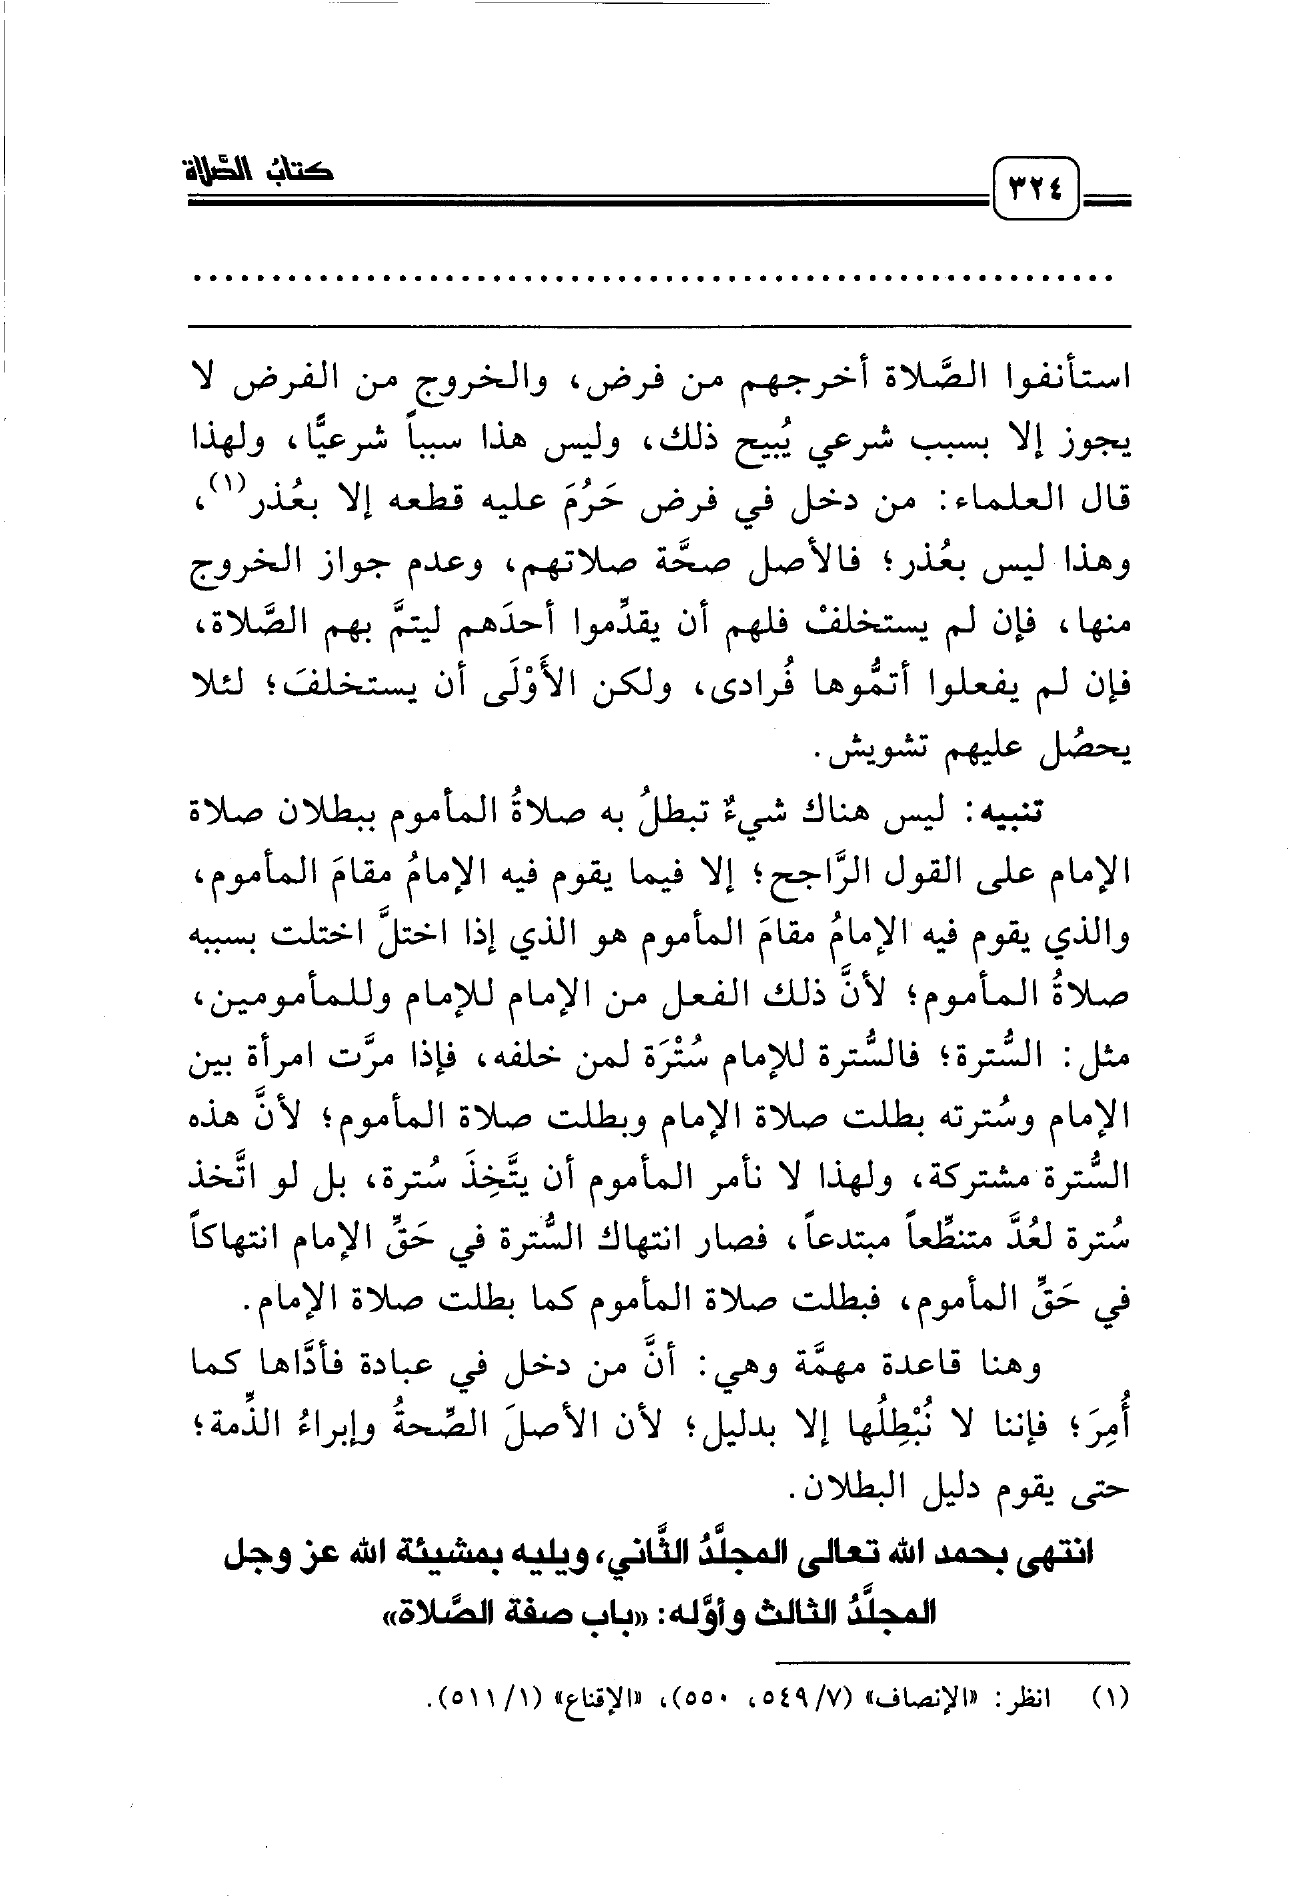 ٣٢٤
كتابُ الصَّلاة
استأنفوا الصَّلاة أخرجهم من فرض، والخروج من الفرض لا
يجوز إلا بسبب شرعي يُبيح ذلك، وليس هذا سبباً شرعيًّا، ولهذا
قال العلماء: من دخل في فرض حَرُمَ عليه قطعه إلا بعُذر(١)،
وهذا ليس بعُذر؛ فالأصل صحَّة صلاتهم، وعدم جواز الخروج
منها، فإن لم يستخلفْ فلهم أن يقدِّموا أحدَهم ليتمَّ بهم الصَّلاة،
فإن لم يفعلوا أتمُّوها فُرادى، ولكن الأَوْلَى أن يستخلفَ؛ لئلا
يحصُل عليهم تشويش.
تنبيه: ليس هناك شيءٌ تبطلُ به صلاةُ المأموم ببطلان صلاة
الإمام على القول الرَّاجح؛ إلا فيما يقوم فيه الإمامُ مقامَ المأموم،
والذي يقوم فيه الإمامُ مقامَ المأموم هو الذي إذا اختلَّ اختلت بسببه
صلاةُ المأموم؛ لأنَّ ذلك الفعل من الإمام للإمام وللمأمومين،
مثل: السُّترة؛ فالسُّترة للإمام سُتْرَة لمن خلفه، فإذا مرَّت امرأة بين
الإمام وسُترته بطلت صلاة الإمام وبطلت صلاة المأموم؛ لأنَّ هذه
السُّترة مشتركة، ولهذا لا نأمر المأموم أن يتَّخِذَ سُترة، بل لو اتَّخذ
سُترة لعُدَّ متنطِّعاً مبتدعاً، فصار انتهاك السُّترة في حَقِّ الإمام انتهاكاً
في حَقِّ المأموم، فبطلت صلاة المأموم كما بطلت صلاة الإمام.
وهنا قاعدة مهمَّة وهي: أنَّ من دخل في عبادة فأدَّاها كما
أُمِرَ؛ فإننا لا نُبْطِلُها إلا بدليل؛ لأن الأصلَ الصِّحةُ وإبراءُ الذِّمة؛
حتى يقوم دليل البطلان.
انتهى بحمد الله تعالى المجلَّدُ الثَّاني، ويليه بمشيئة الله عز وجل
المجلَّدُ الثالث وأوَّله: «باب صفة الصَّلاة»
(١) انظر: «الإنصاف» (٧/ ٥٤٩، ٥٥٠)، «الإقناع» (١/ ٥١١).